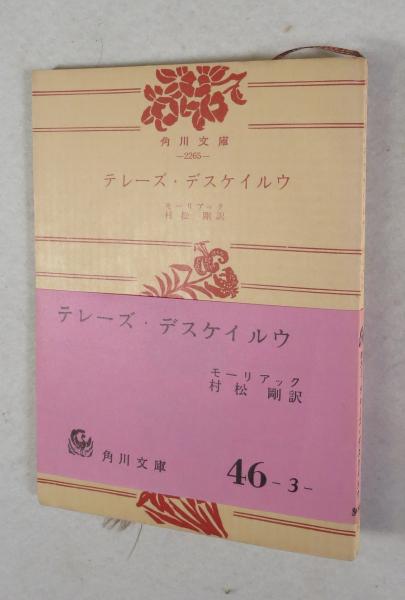 角川文庫
—2265—
テレーズ・デスケイルウ
モーリアック
村松 剛訳
テレーズ・デスケイルウ
モーリアック
村松 剛訳
角川文庫
46-3-